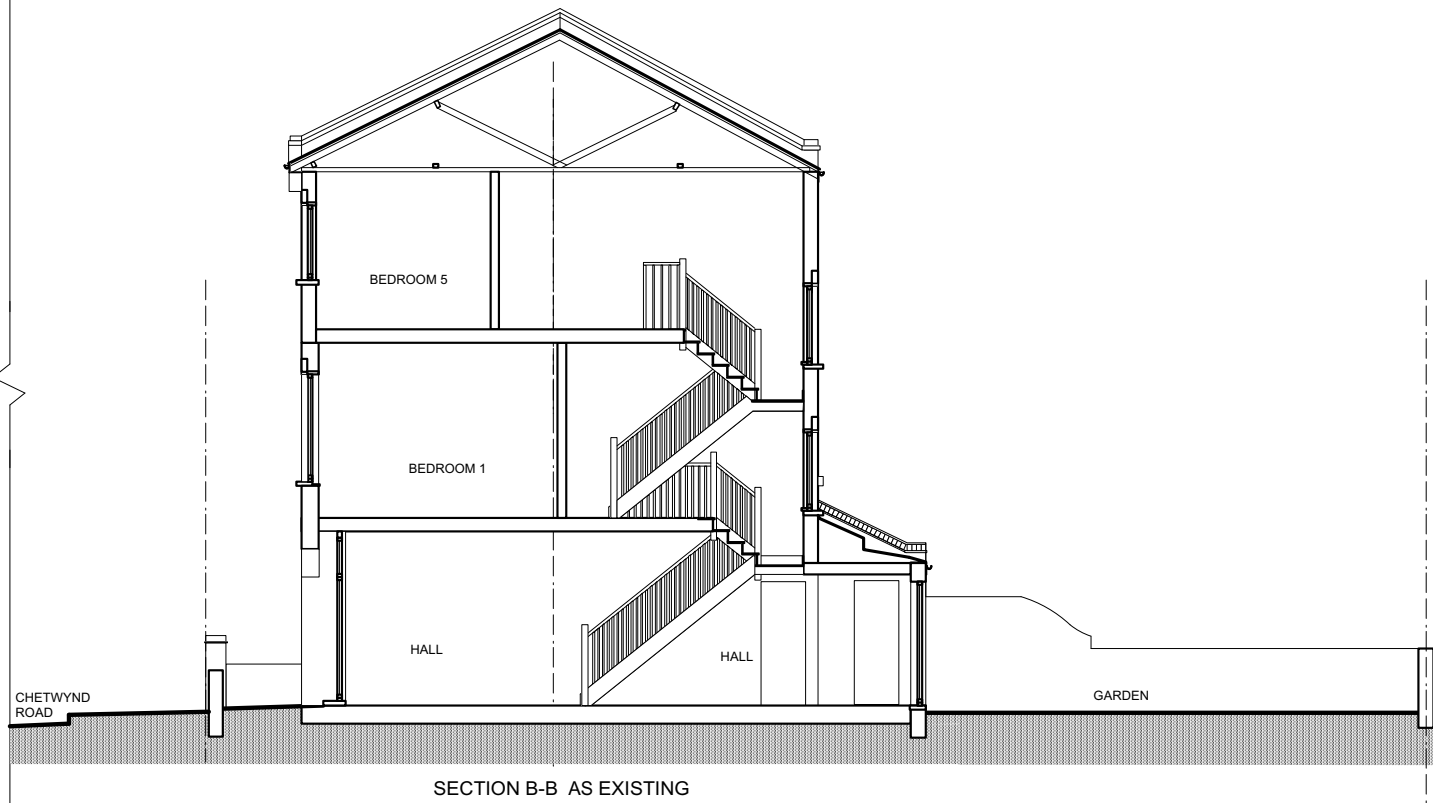 BEDROOM 5
BEDROOM 1
HALL
HALL
CHETWYND
ROAD
GARDEN
SECTION B-B AS EXISTING